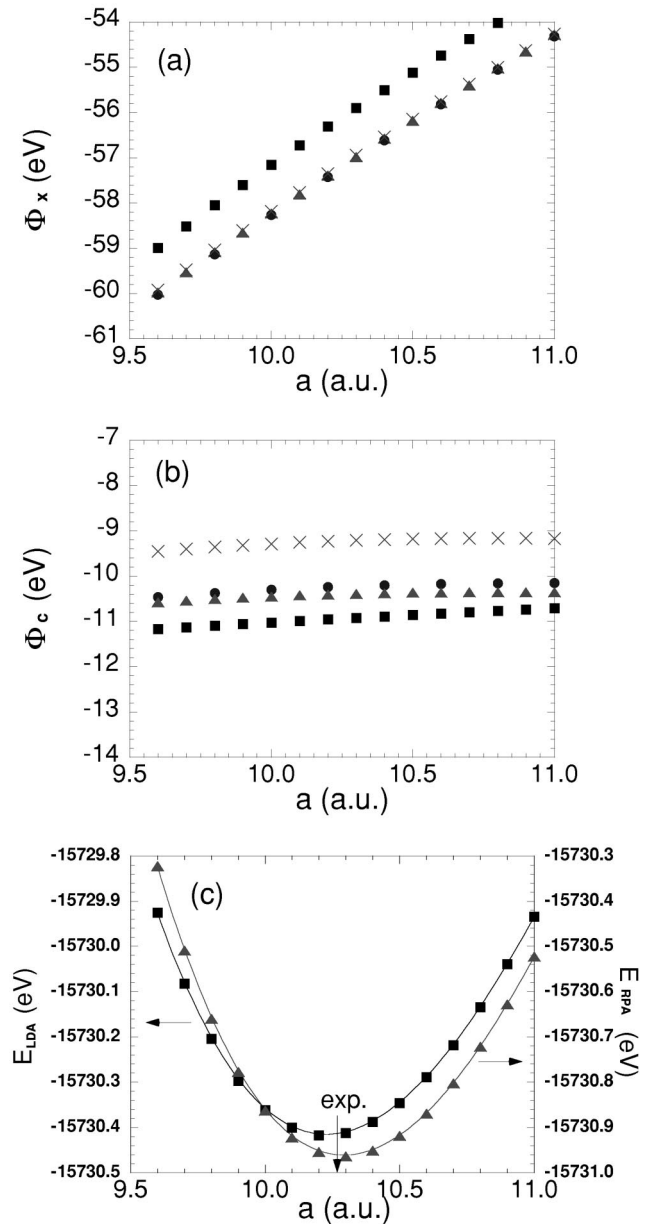 (a)
Φ x (eV)
-54
-55
-56
-57
-58
-59
-60
-61
9.5 10.0 10.5 11.0
a (a.u.)
(b)
Φ c (eV)
-7
-8
-9
-10
-11
-12
-13
-14
9.5 10.0 10.5 11.0
a (a.u.)
(c)
E LDA (eV)
-15729.8
-15729.9
-15730.0
-15730.1
-15730.2
-15730.3
-15730.4
-15730.5
exp.
-15730.3
-15730.4
-15730.5
-15730.6
-15730.7
-15730.8
-15730.9
-15731.0
E RPA (eV)
9.5 10.0 10.5 11.0
a (a.u.)